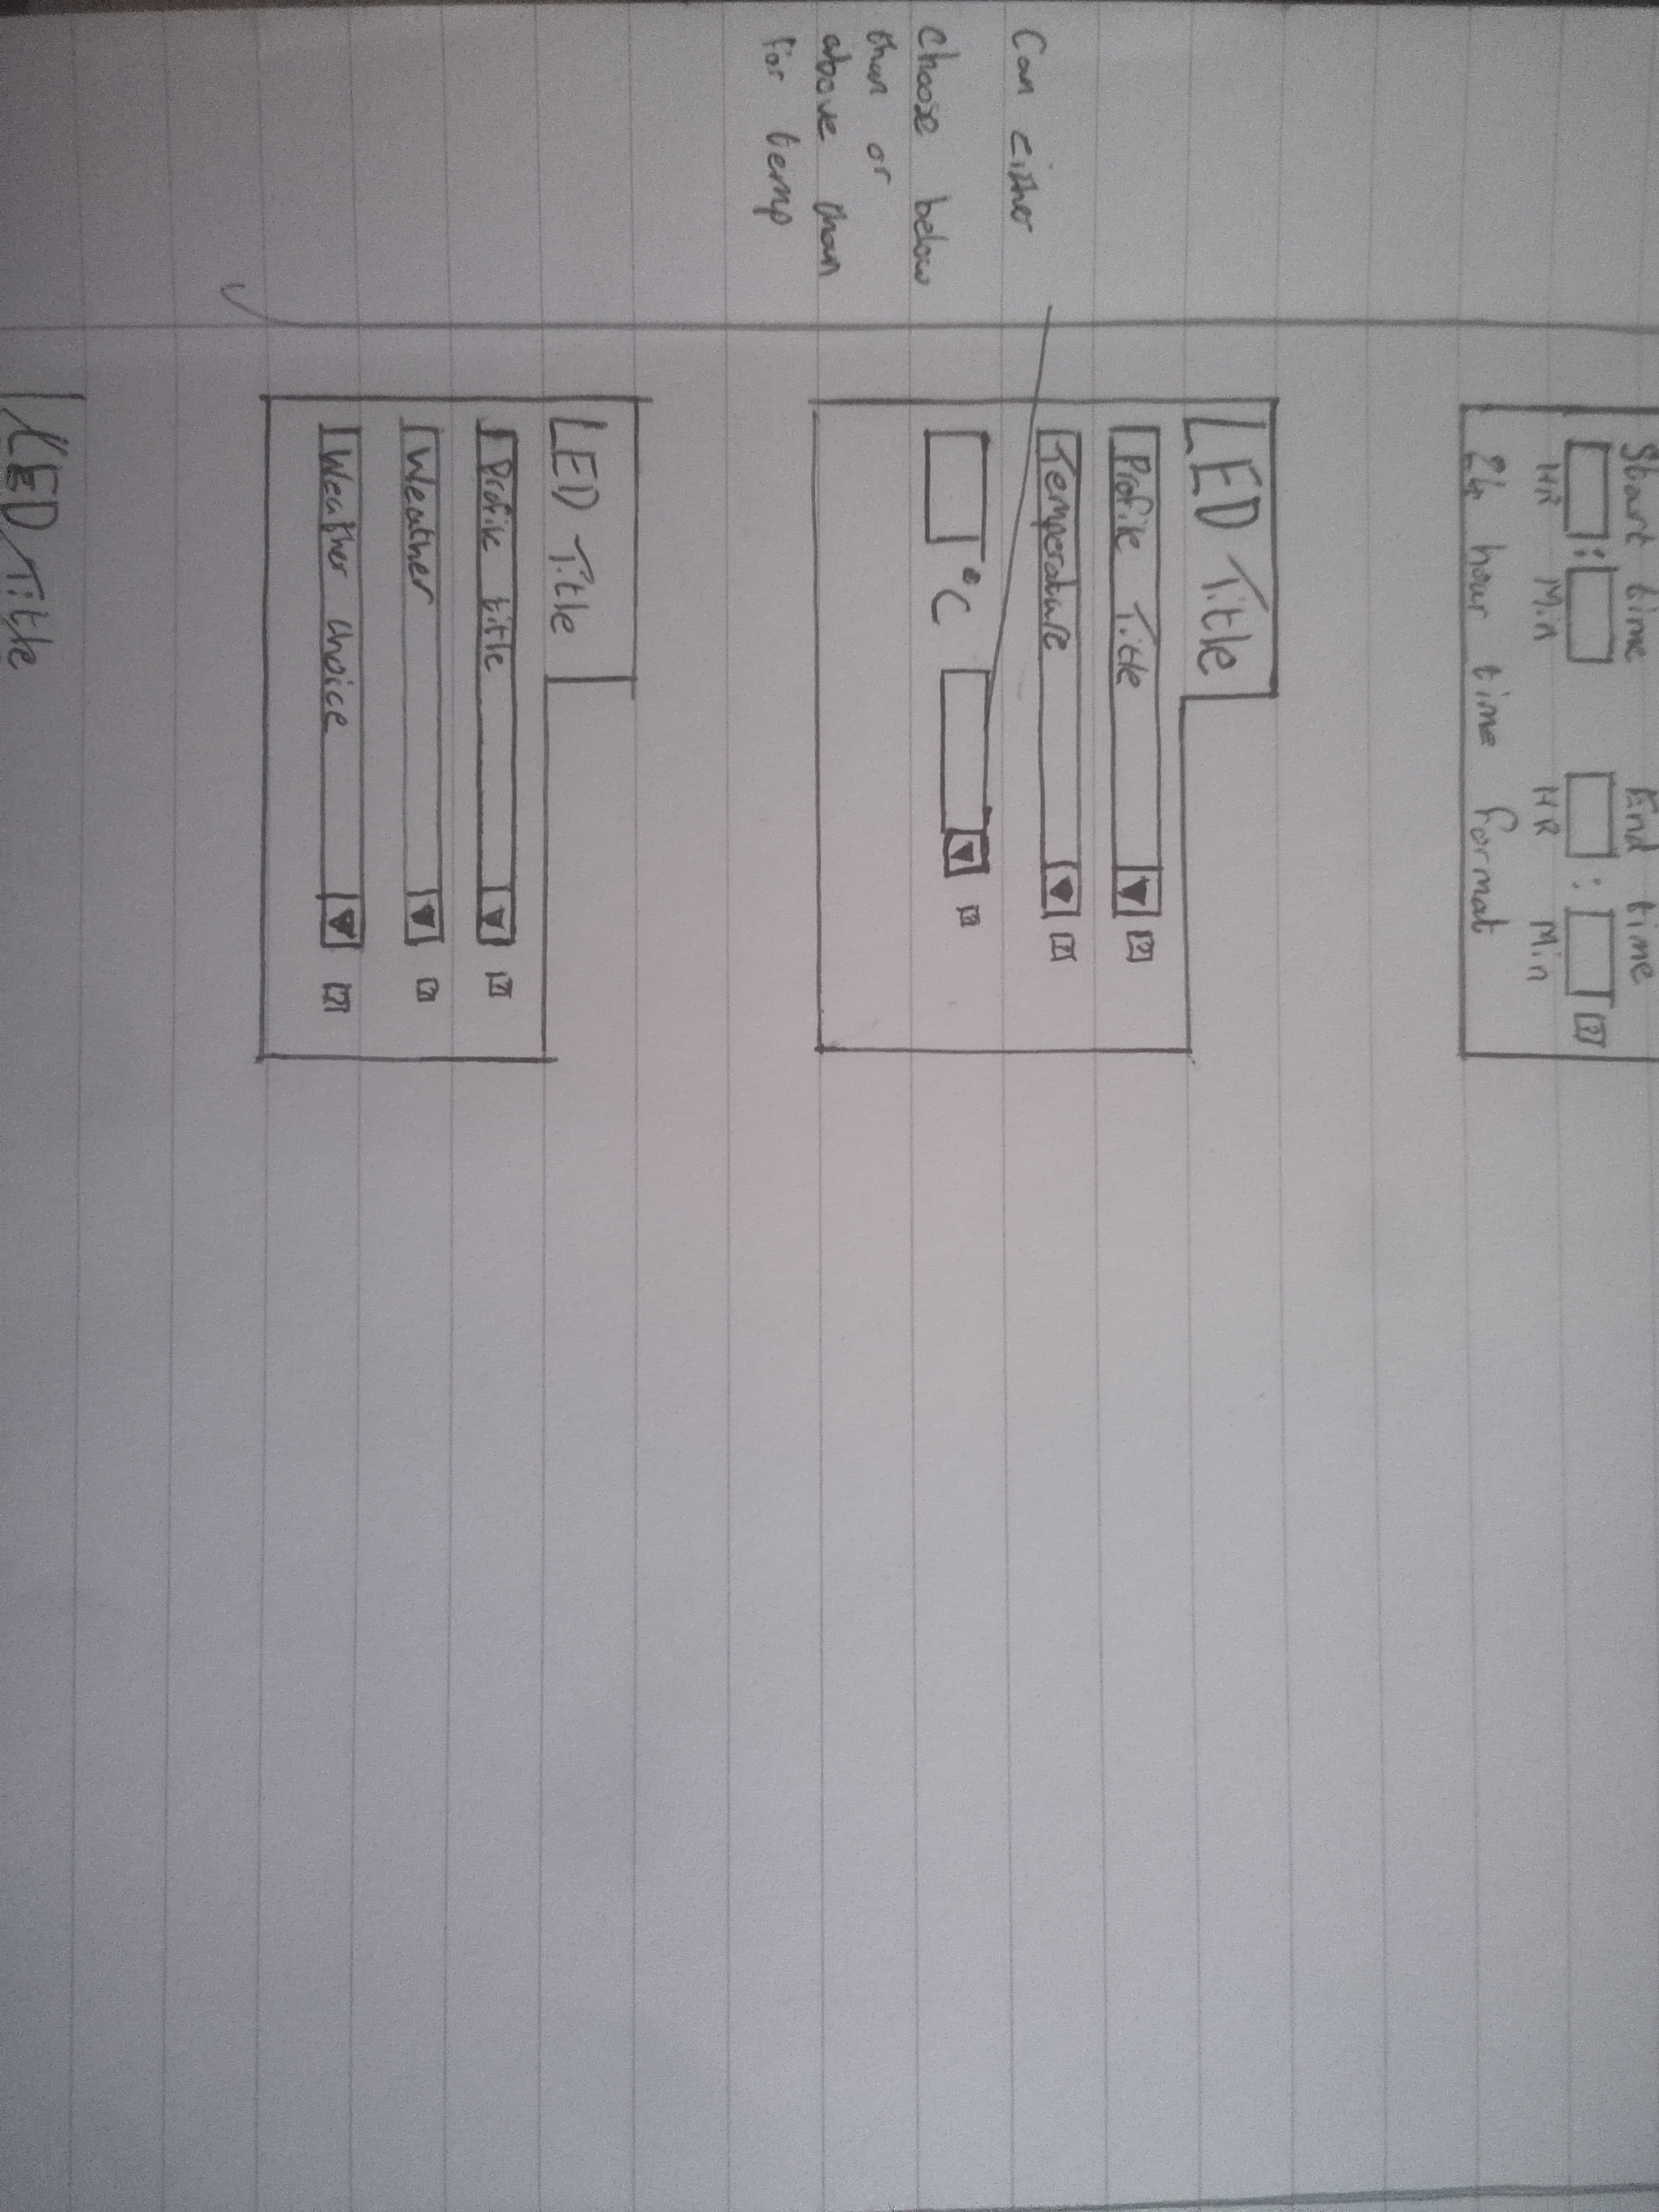 Start time End time
: : ?
HR Min HR Min
24 hour time format
LED Title
Profile Title ?
Temperature ?
°C ?
Can either
Choose below
than or
above than
for temp
LED Title
Profile title ?
Weather ?
Weather choice ?
LED Title